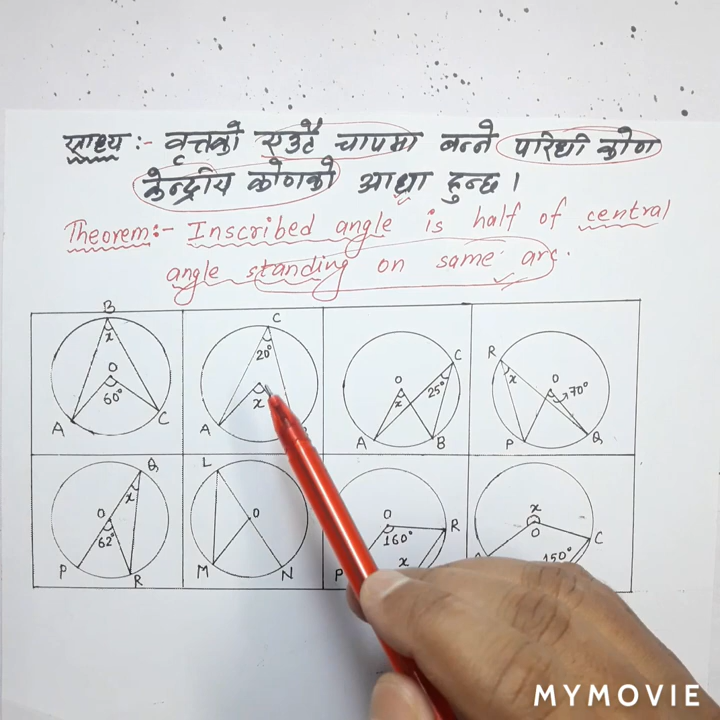 साध्य :- वृत्तको एउटै चापमा बन्ने परिधी कोण
केन्द्रीय कोणको आधा हुन्छ ।
Theorem:- Inscribed angle is half of central
angle standing on same arc.
B
x
O
60°
A
C
C
20°
x
A
C
O
x
25°
A
B
R
x
O
70°
P
Q
Q
x
O
62°
P
R
L
O
M
N
O
R
160°
P
x
x
O
C
150°
MYMOVIE